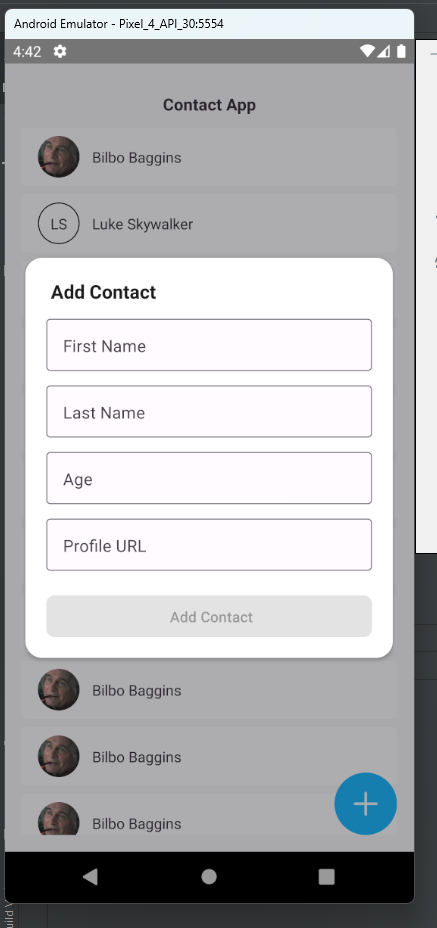 Android Emulator - Pixel_4_API_30:5554
4:42
Contact App
Bilbo Baggins
LS Luke Skywalker
Add Contact
First Name
Last Name
Age
Profile URL
Add Contact
Bilbo Baggins
Bilbo Baggins
Bilbo Baggins